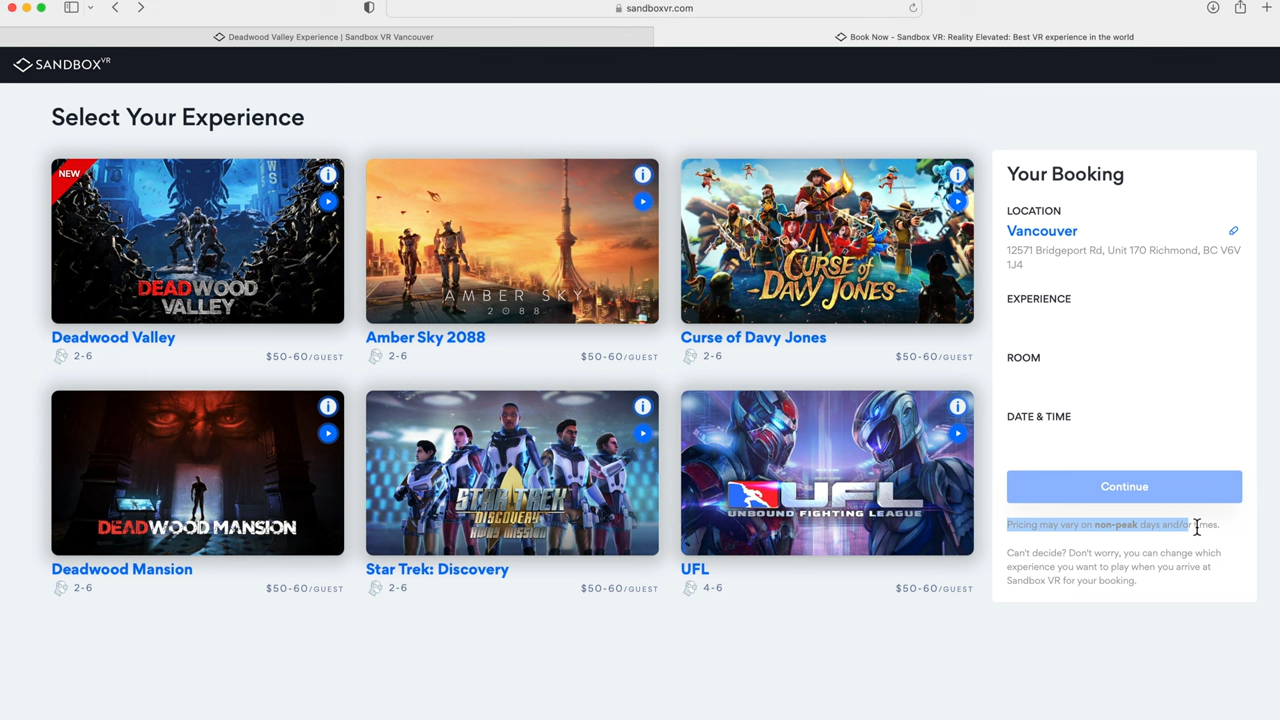 sandboxvr.com
Deadwood Valley Experience | Sandbox VR Vancouver
Book Now - Sandbox VR: Reality Elevated: Best VR experience in the world
SANDBOXVR
Select Your Experience
NEW
DEADWOOD
VALLEY
Deadwood Valley
2-6
$50-60/GUEST
AMBER SKY
2088
Amber Sky 2088
2-6
$50-60/GUEST
CURSE of
DAVY JONES
Curse of Davy Jones
2-6
$50-60/GUEST
DEADWOOD MANSION
Deadwood Mansion
2-6
$50-60/GUEST
STAR TREK
DISCOVERY
AWAY MISSION
Star Trek: Discovery
2-6
$50-60/GUEST
UFL
UNBOUND FIGHTING LEAGUE
UFL
4-6
$50-60/GUEST
Your Booking
LOCATION
Vancouver
12571 Bridgeport Rd, Unit 170 Richmond, BC V6V
1J4
EXPERIENCE
ROOM
DATE & TIME
Continue
Pricing may vary on non-peak days and/or times.
Can't decide? Don't worry, you can change which
experience you want to play when you arrive at
Sandbox VR for your booking.